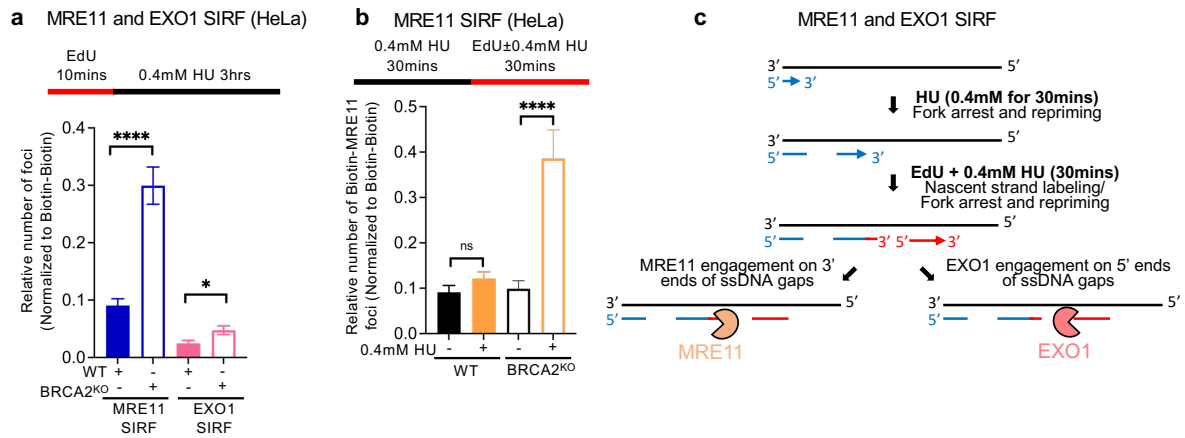 a
MRE11 and EXO1 SIRF (HeLa)
EdU
10mins
0.4mM HU 3hrs
Relative number of foci
(Normalized to Biotin-Biotin)
0.4
0.3
0.2
0.1
0.0
****
*
WT + - + -
BRCA2KO - + - +
MRE11
SIRF
EXO1
SIRF
b
MRE11 SIRF (HeLa)
0.4mM HU
30mins
EdU±0.4mM HU
30mins
Relative number of Biotin-MRE11
foci (Normalized to Biotin-Biotin)
0.5
0.4
0.3
0.2
0.1
0.0
ns
****
0.4mM HU - + - +
WT
BRCA2KO
c
MRE11 and EXO1 SIRF
3’ 5’
5’ 3’
HU (0.4mM for 30mins)
Fork arrest and repriming
3’ 5’
5’ 3’
EdU + 0.4mM HU (30mins)
Nascent strand labeling/
Fork arrest and repriming
3’ 5’
5’ 3’ 5’ 3’
MRE11 engagement on 3’
ends of ssDNA gaps
3’ 5’
5’
MRE11
EXO1 engagement on 5’ ends
of ssDNA gaps
3’ 5’
5’
EXO1